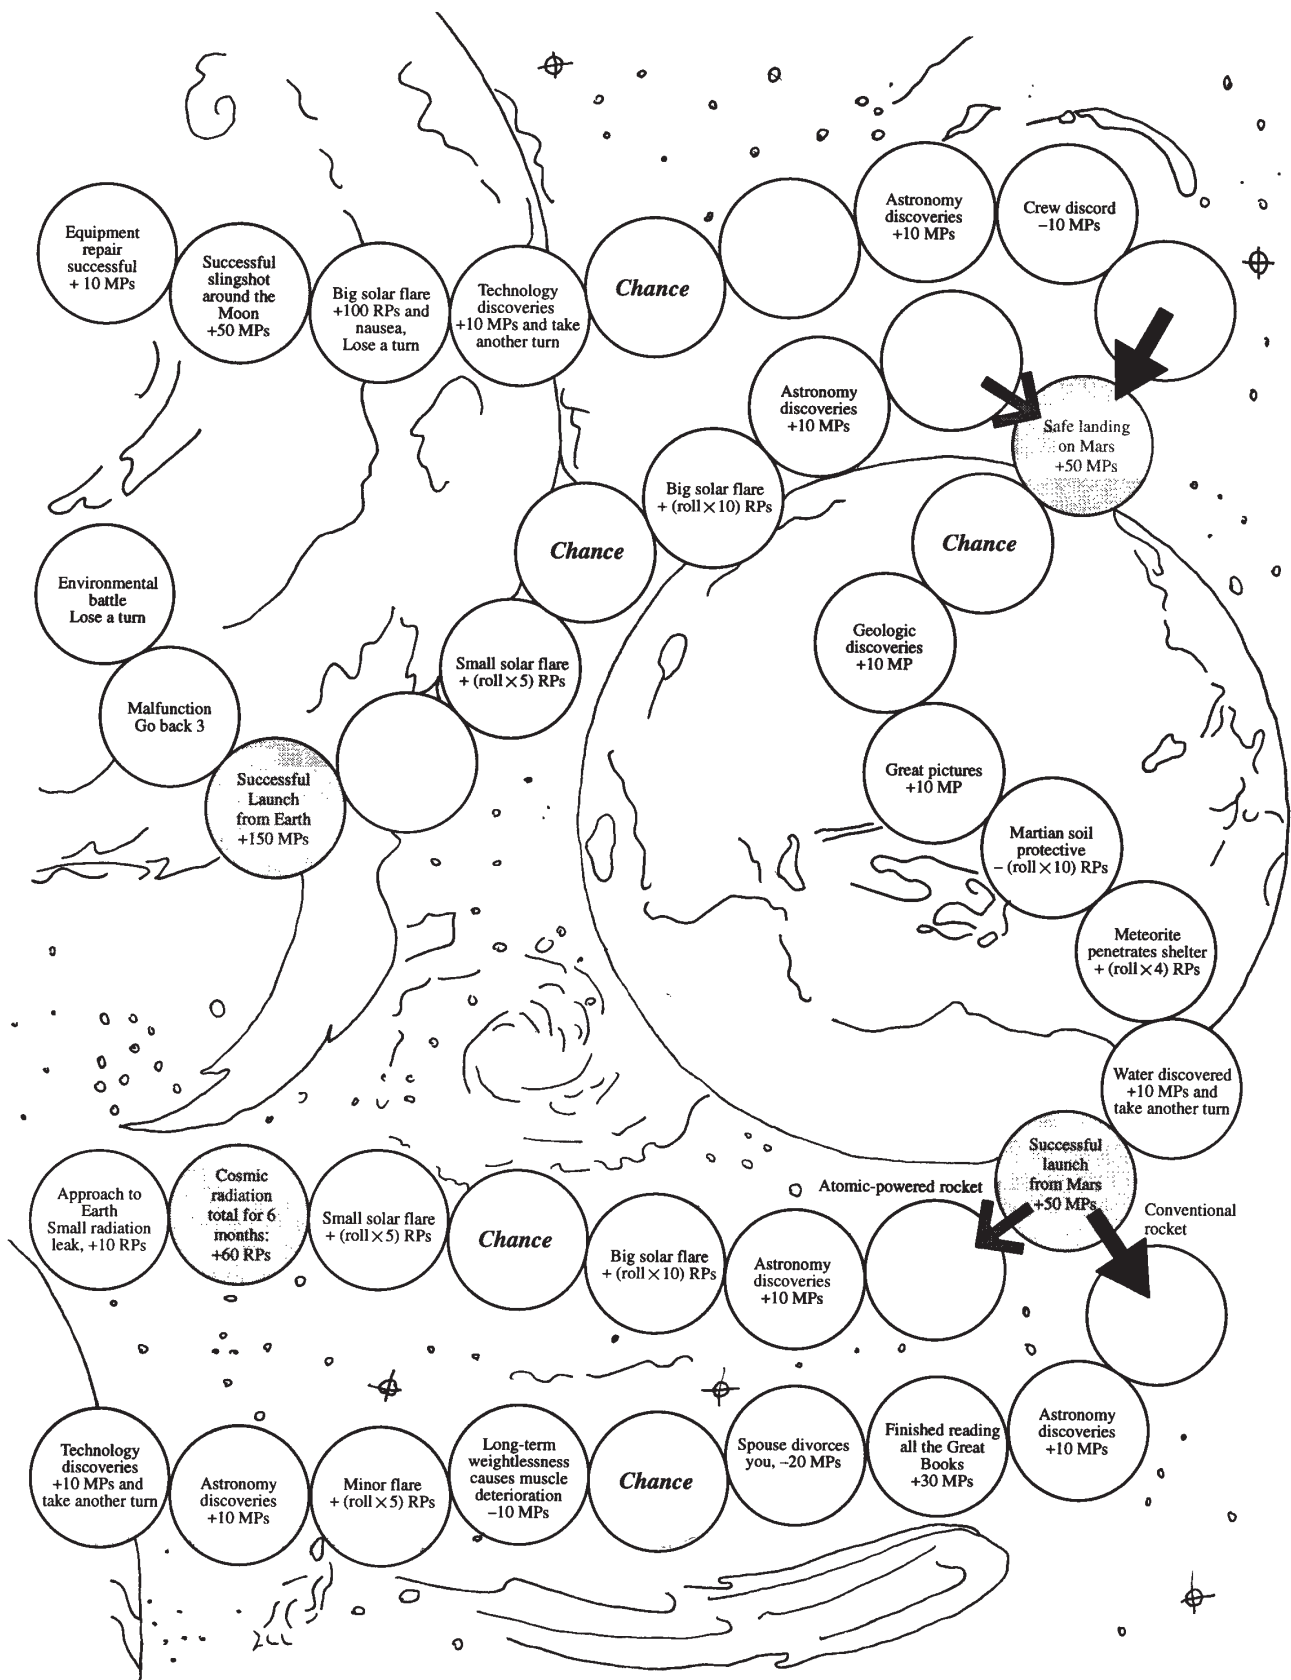 Equipment
repair
successful
+ 10 MPs
Successful
slingshot
around the
Moon
+50 MPs
Big solar flare
+100 RPs and
nausea,
Lose a turn
Technology
discoveries
+10 MPs and take
another turn
Chance
Astronomy
discoveries
+10 MPs
Crew discord
–10 MPs
Safe landing
on Mars
+50 MPs
Astronomy
discoveries
+10 MPs
Big solar flare
+ (roll × 10) RPs
Chance
Small solar flare
+ (roll × 5) RPs
Environmental
battle
Lose a turn
Malfunction
Go back 3
Successful
Launch
from Earth
+150 MPs
Chance
Geologic
discoveries
+10 MP
Great pictures
+10 MP
Martian soil
protective
– (roll × 10) RPs
Meteorite
penetrates shelter
+ (roll × 4) RPs
Water discovered
+10 MPs and
take another turn
Successful
launch
from Mars
+50 MPs
Atomic-powered rocket
Conventional
rocket
Approach to
Earth
Small radiation
leak, +10 RPs
Cosmic
radiation
total for 6
months:
+60 RPs
Small solar flare
+ (roll × 5) RPs
Chance
Big solar flare
+ (roll × 10) RPs
Astronomy
discoveries
+10 MPs
Technology
discoveries
+10 MPs and
take another turn
Astronomy
discoveries
+10 MPs
Minor flare
+ (roll × 5) RPs
Long-term
weightlessness
causes muscle
deterioration
–10 MPs
Chance
Spouse divorces
you, –20 MPs
Finished reading
all the Great
Books
+30 MPs
Astronomy
discoveries
+10 MPs